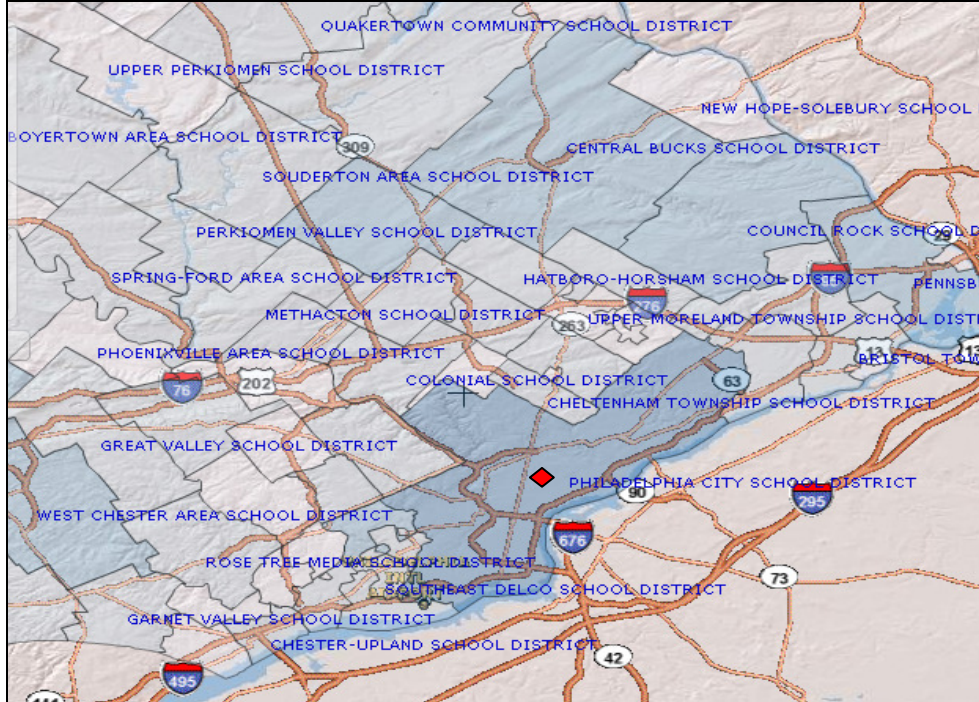 QUAKERTOWN COMMUNITY SCHOOL DISTRICT
UPPER PERKIOMEN SCHOOL DISTRICT
NEW HOPE-SOLEBURY SCHOOL
BOYERTOWN AREA SCHOOL DISTRICT
309
CENTRAL BUCKS SCHOOL DISTRICT
SOUDERTON AREA SCHOOL DISTRICT
PERKIOMEN VALLEY SCHOOL DISTRICT
COUNCIL ROCK SCHOOL D
29
SPRING-FORD AREA SCHOOL DISTRICT
HATBORO-HORSHAM SCHOOL DISTRICT
PENNSB
276
METHACTON SCHOOL DISTRICT
263
UPPER MORELAND TOWNSHIP SCHOOL DISTR
PHOENIXVILLE AREA SCHOOL DISTRICT
13
13
BRISTOL TOW
76
202
COLONIAL SCHOOL DISTRICT
63
CHELTENHAM TOWNSHIP SCHOOL DISTRICT
GREAT VALLEY SCHOOL DISTRICT
PHILADELPHIA CITY SCHOOL DISTRICT
90
295
WEST CHESTER AREA SCHOOL DISTRICT
676
ROSE TREE MEDIA SCHOOL DISTRICT
INTL
73
SOUTHEAST DELCO SCHOOL DISTRICT
GARNET VALLEY SCHOOL DISTRICT
CHESTER-UPLAND SCHOOL DISTRICT
42
495